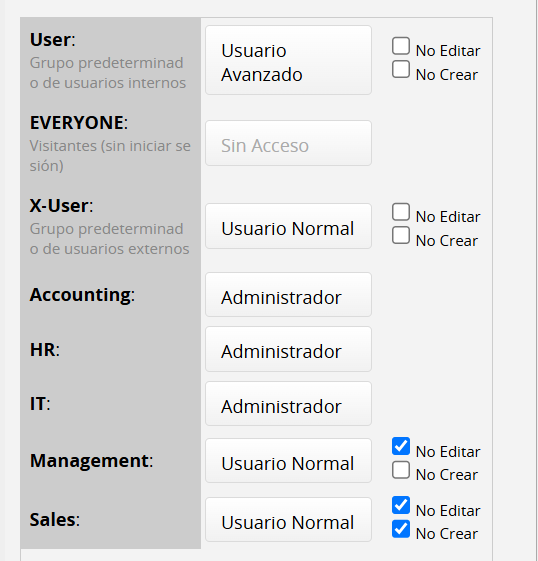 User:
Grupo predeterminad
o de usuarios internos
Usuario
Avanzado
No Editar
No Crear
EVERYONE:
Visitantes (sin iniciar se
sión)
Sin Acceso
X-User:
Grupo predeterminad
o de usuarios externos
Usuario Normal
No Editar
No Crear
Accounting:
Administrador
HR:
Administrador
IT:
Administrador
Management:
Usuario Normal
No Editar
No Crear
Sales:
Usuario Normal
No Editar
No Crear